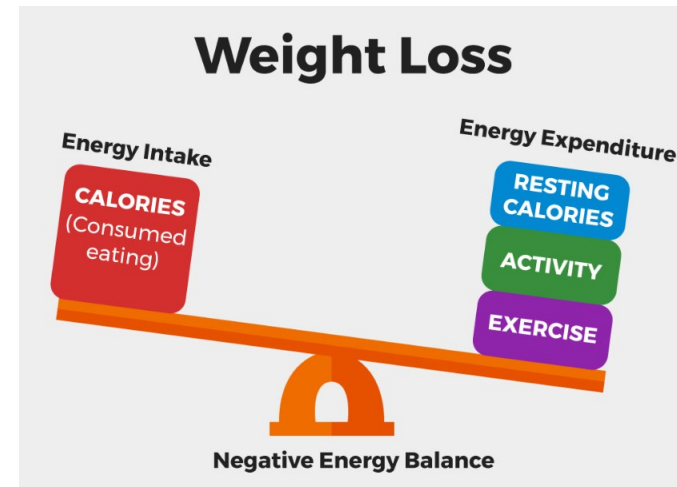 Weight Loss
Energy Intake
CALORIES
(Consumed
eating)
Energy Expenditure
RESTING
CALORIES
ACTIVITY
EXERCISE
Negative Energy Balance